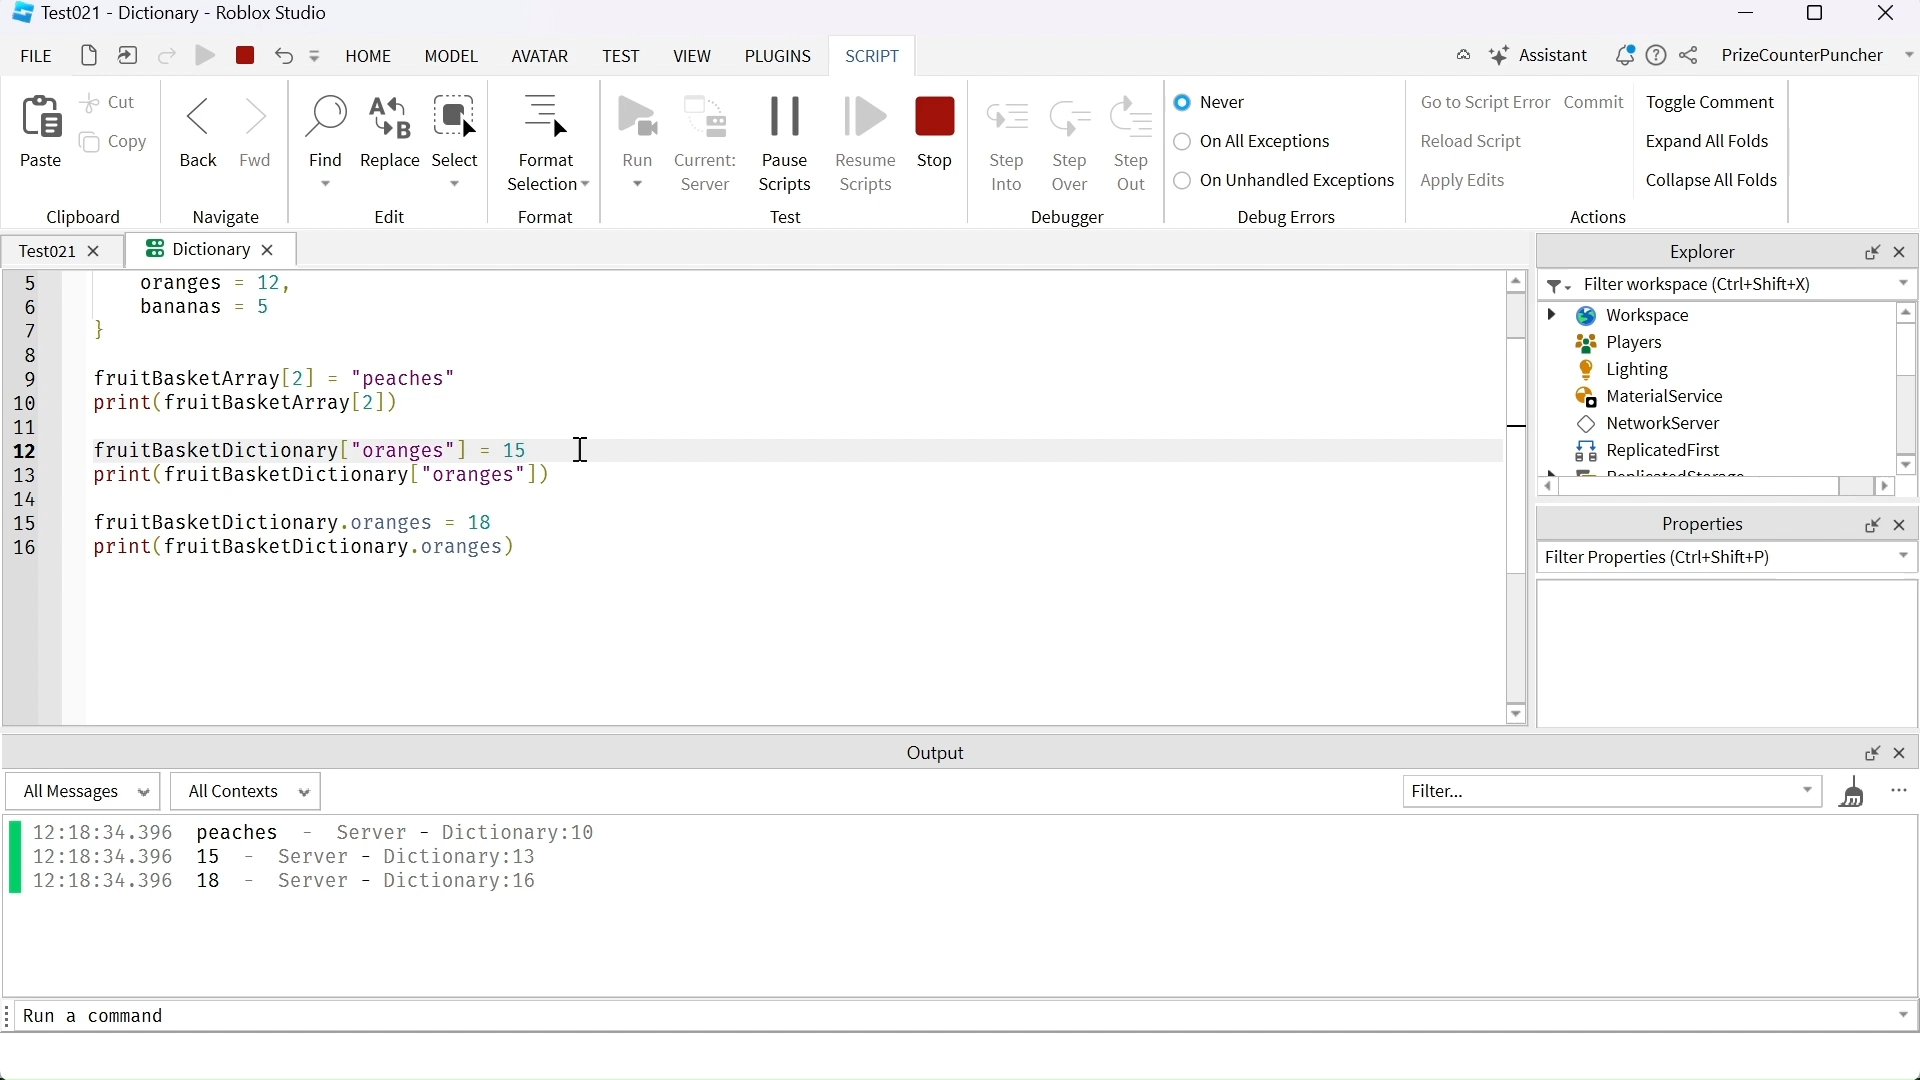 Test021 - Dictionary - Roblox Studio
FILE HOME MODEL AVATAR TEST VIEW PLUGINS SCRIPT Assistant PrizeCounterPuncher
Paste Cut Copy
Clipboard
Back Fwd
Navigate
Find Replace Select
Edit
Format Selection
Format
Run
Current: Server
Pause Scripts
Resume Scripts
Stop
Test
Step Into
Step Over
Step Out
Debugger
Never
On All Exceptions
On Unhandled Exceptions
Debug Errors
Go to Script Error Commit Toggle Comment
Reload Script Expand All Folds
Apply Edits Collapse All Folds
Actions
Test021 Dictionary
5 oranges = 12,
6 bananas = 5
7 }
8
9 fruitBasketArray[2] = "peaches"
10 print(fruitBasketArray[2])
11
12 fruitBasketDictionary["oranges"] = 15
13 print(fruitBasketDictionary["oranges"])
14
15 fruitBasketDictionary.oranges = 18
16 print(fruitBasketDictionary.oranges)
Explorer
Filter workspace (Ctrl+Shift+X)
Workspace
Players
Lighting
MaterialService
NetworkServer
ReplicatedFirst
ReplicatedStorage
Properties
Filter Properties (Ctrl+Shift+P)
Output
All Messages All Contexts Filter...
12:18:34.396 peaches - Server - Dictionary:10
12:18:34.396 15 - Server - Dictionary:13
12:18:34.396 18 - Server - Dictionary:16
Run a command